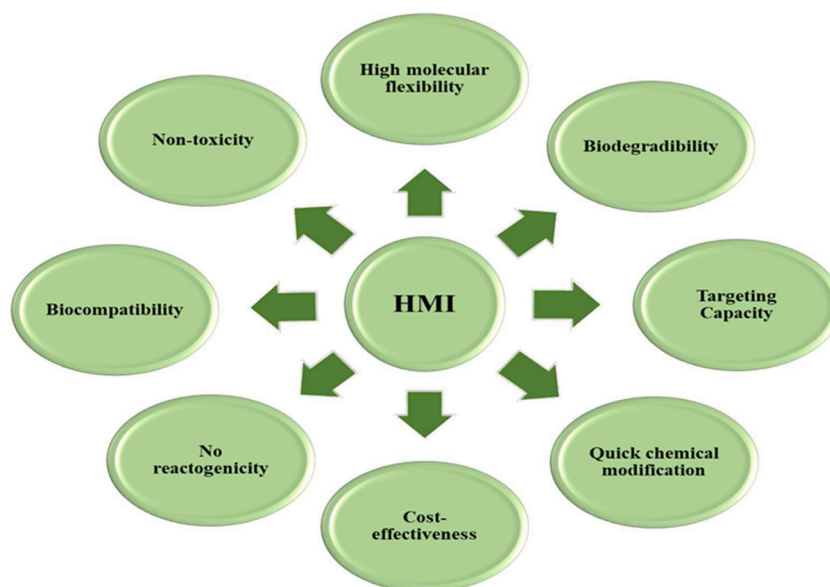 High molecular
flexibility
Non-toxicity
Biodegradibility
Biocompatibility
HMI
Targeting
Capacity
No
reactogenicity
Quick chemical
modification
Cost-
effectiveness